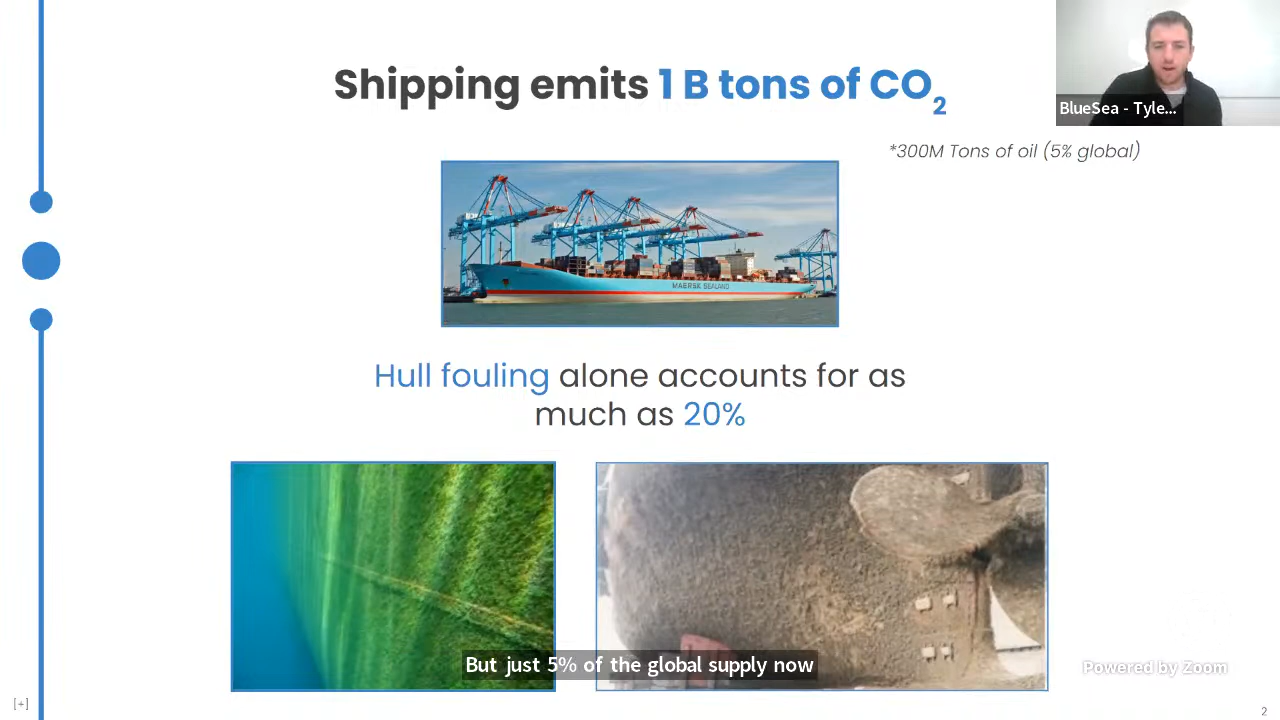 Shipping emits 1 B tons of CO2
BlueSea - Tyle...
*300M Tons of oil (5% global)
MAERSK SEALAND
Hull fouling alone accounts for as
much as 20%
But just 5% of the global supply now
Powered by Zoom
[+]
2